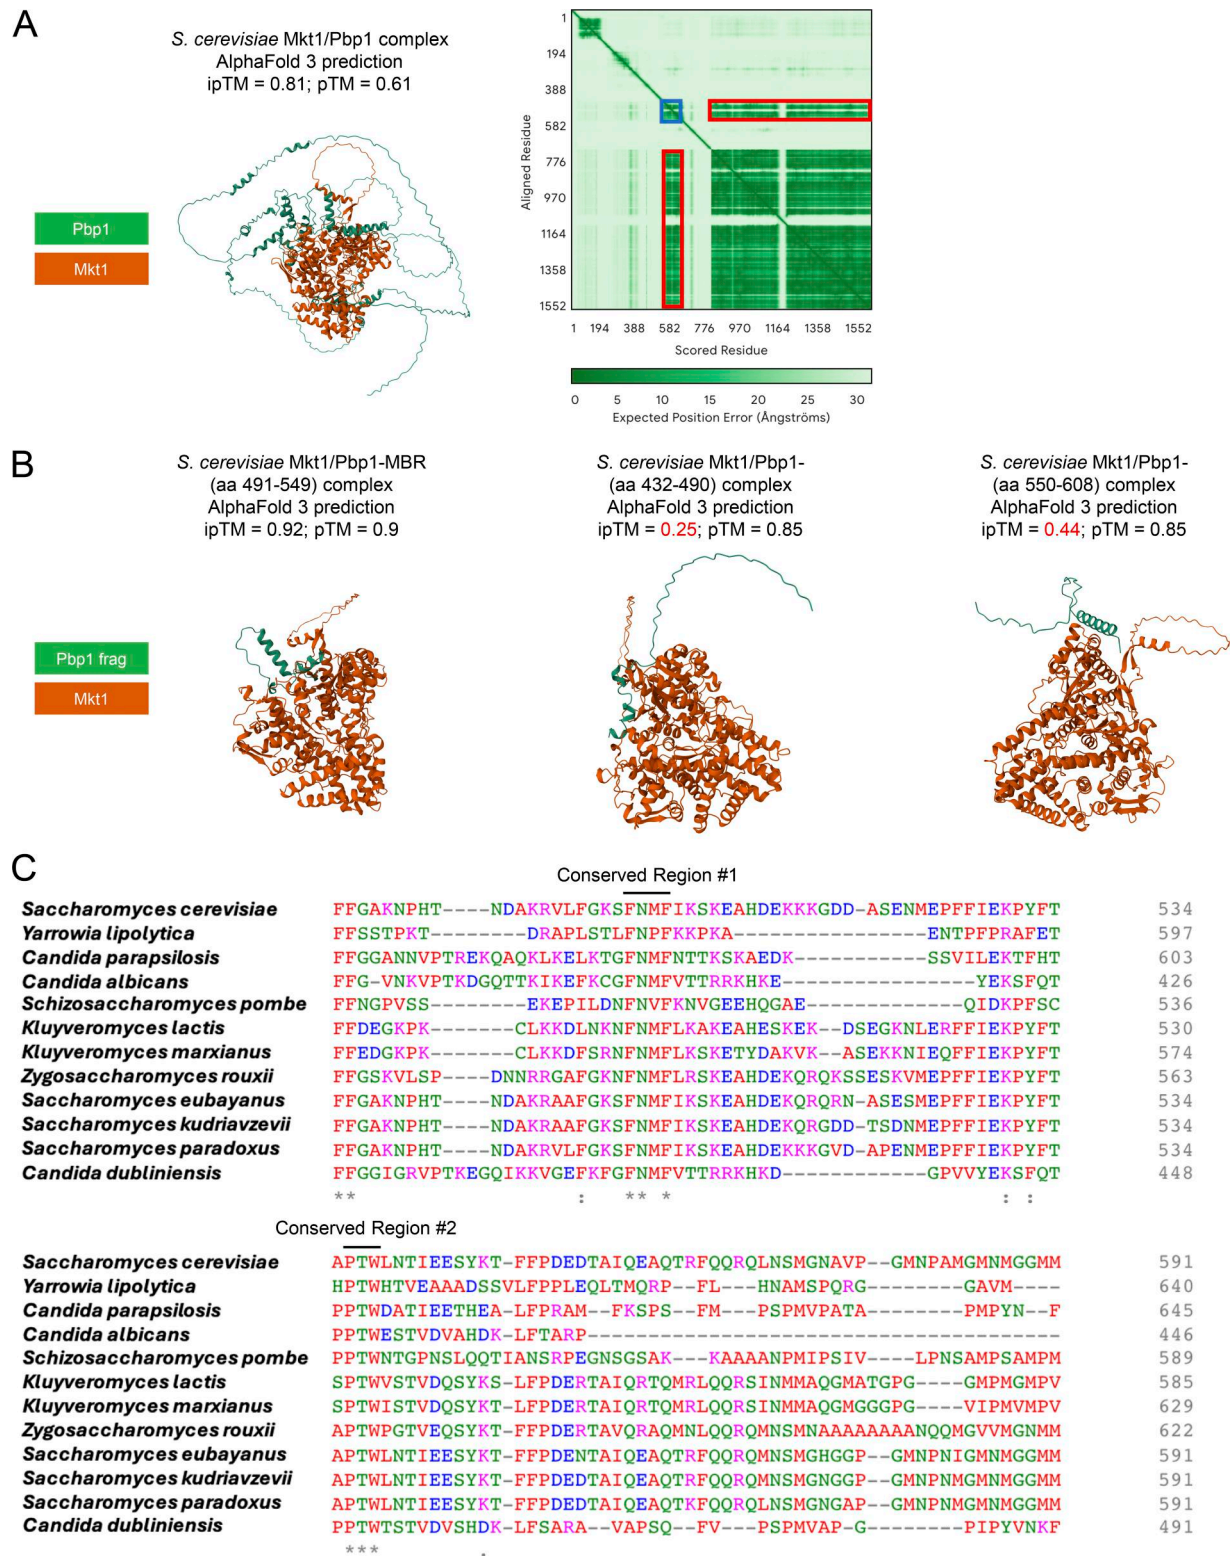 A
S. cerevisiae Mkt1/Pbp1 complex
AlphaFold 3 prediction
ipTM = 0.81; pTM = 0.61
Pbp1
Mkt1
Aligned Residue
1
194
388
582
776
970
1164
1358
1552
1 194 388 582 776 970 1164 1358 1552
Scored Residue
0 5 10 15 20 25 30
Expected Position Error (Ångströms)
B
S. cerevisiae Mkt1/Pbp1-MBR
(aa 491-549) complex
AlphaFold 3 prediction
ipTM = 0.92; pTM = 0.9
S. cerevisiae Mkt1/Pbp1-
(aa 432-490) complex
AlphaFold 3 prediction
ipTM = 0.25; pTM = 0.85
S. cerevisiae Mkt1/Pbp1-
(aa 550-608) complex
AlphaFold 3 prediction
ipTM = 0.44; pTM = 0.85
Pbp1 frag
Mkt1
C
Conserved Region #1
Saccharomyces cerevisiae FFGAKNPHT----NDAKRVLFGKSFNMFIKSKEAHDEKKKGDD-ASENMEPFFIEKPYFT 534
Yarrowia lipolytica FFSSTPKT--------DRAPLSTLFNPFKKPKA----------------ENTPFPRAFET 597
Candida parapsilosis FFGGANNVPTREKQAQKLKELKTGFNMFNTTKSKAEDK-----------SSVILEKTFHT 603
Candida albicans FFG-VNKVPTKDGQTTKIKEFKCGFNMFVTTRRKHKE----------------YEKSFQT 426
Schizosaccharomyces pombe FFNGPVSS--------EKEPILDNFNVFKNVGEEHQGAE-------------QIDKPFSC 536
Kluyveromyces lactis FFDEGKPK-------CLKKDLNKNFNMFLKAKEAHESKEK--DSEGKNLERFFIEKPYFT 530
Kluyveromyces marxianus FFEDGKPK-------CLKKDFSRNFNMFLKSKETYDAKVK--ASEKKNIEQFFIEKPYFT 574
Zygosaccharomyces rouxii FFGSKVLSP----DNNRRGAFGKNFNMFLRSKEAHDEKQRQKSSESKVMEPFFIEKPYFT 563
Saccharomyces eubayanus FFGAKNPHT----NDAKRAAFGKSFNMFIKSKEAHDEKQRQRN-ASESMEPFFIEKPYFT 534
Saccharomyces kudriavzevii FFGAKNPHT----NDAKRAAFGKSFNMFIKSKEAHDEKQRGDD-TSDNMEPFFIEKPYFT 534
Saccharomyces paradoxus FFGAKNPHT----NDAKRVLFGKSFNMFIKSKEAHDEKKKGVD-APENMEPFFIEKPYFT 534
Candida dubliniensis FFGGIGRVPTKEGQIKKVGEFKFGFNMFVTTRRKHKD------------GPVVYEKSFQT 448
** : ** * : :
Conserved Region #2
Saccharomyces cerevisiae APTWLNTIEESYKT-FFPDEDTAIQEAQTRFQQRQLNSMGNAVP--GMNPAMGMNMGGMM 591
Yarrowia lipolytica HPTWHTVEAAADSSVLFPPLEQLTMQRP--FL--HNAMSPQRG--------GAVM---- 640
Candida parapsilosis PPTWDATIEETHEA-LFPRAM--FKSPS--FM--PSPMVPATA--------PMPYN--F 645
Candida albicans PPTWESTVDVAHDK-LFTARP--------------------------------------- 446
Schizosaccharomyces pombe PPTWNTGPNSLQQTIANSRPEGNSGSAK---KAAAANPMIPSIV----LPNSAMPSAMPM 589
Kluyveromyces lactis SPTWVSTVDQSYKS-LFPDERTAIQRTQMRLQQRSINMMAQGMATGPG----GMPMGMPV 585
Kluyveromyces marxianus SPTWISTVDQSYKT-LFPDERTAIQRTQMRLQQRSINMMAQGMGGGPG----VIPMVMPV 629
Zygosaccharomyces rouxii APTWPGTVEQSYKT-LFPDERTAVQRAQMNLQQRQMNSMNAAAAAAAANQQMGVVMGNMM 622
Saccharomyces eubayanus APTWLNTIEESYKT-FFPDENTAIQEAQTRFQQRQMNSMGHGGP--GMNPNIGMNMGGMM 591
Saccharomyces kudriavzevii APTWLNTIEESYKT-FFPDEDTAIQEAQTRFQQRQMNSMGNGGP--GMNPNMGMNMGGMM 591
Saccharomyces paradoxus APTWLNTIEESYKT-FFPDEDTAIQEAQTKFQQRQLNSMGNGAP--GMNPNMGMNMGGMM 591
Candida dubliniensis PPTWTSTVDVSHDK-LFSARA--VAPSQ--FV--PSPMVAP-G--------PIPYVNKF 491
*** .